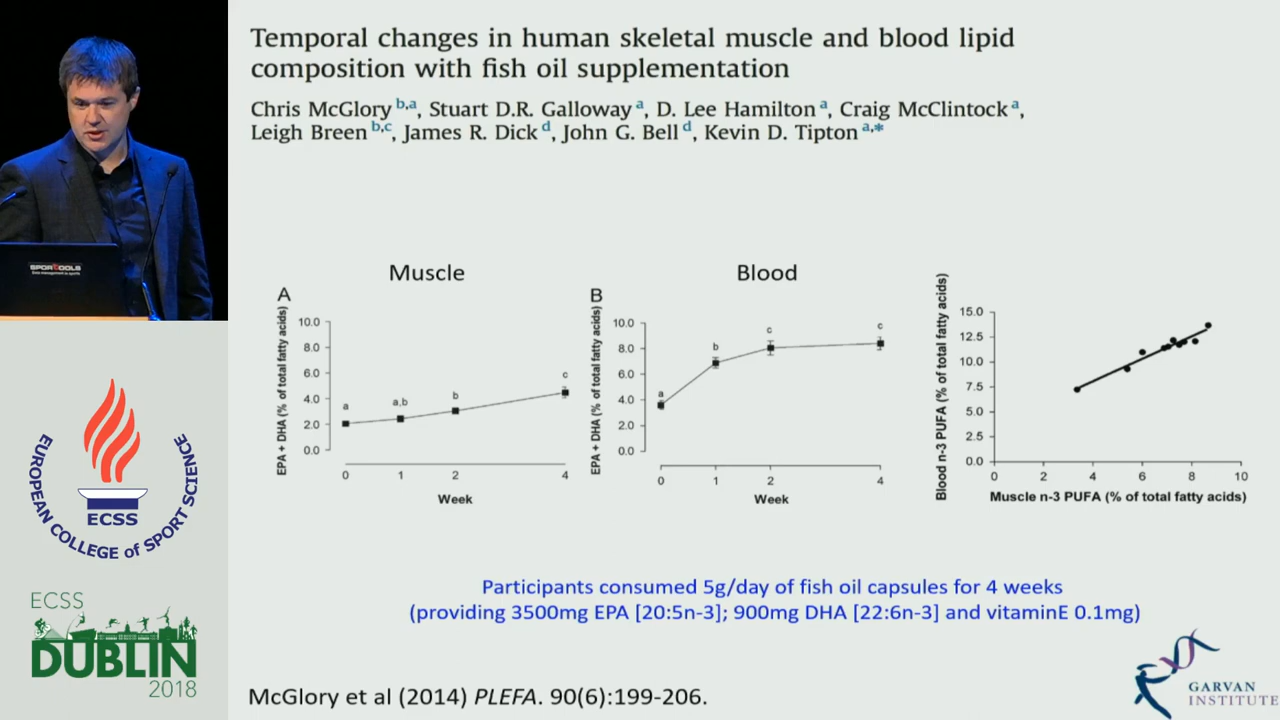 Temporal changes in human skeletal muscle and blood lipid
composition with fish oil supplementation
Chris McGlory b,a, Stuart D.R. Galloway a, D. Lee Hamilton a, Craig McClintock a,
Leigh Breen b,c, James R. Dick d, John G. Bell d, Kevin D. Tipton a,*
SPORTOOLS
Data management in sports
Muscle
A
EPA + DHA (% of total fatty acids)
10.0
8.0
6.0
4.0
2.0
0.0
a
a,b
b
c
0
1
2
4
Week
Blood
B
EPA + DHA (% of total fatty acids)
10.0
8.0
6.0
4.0
2.0
0.0
a
b
c
c
0
1
2
4
Week
Blood n-3 PUFA (% of total fatty acids)
15.0
12.5
10.0
7.5
5.0
2.5
0.0
0
2
4
6
8
10
Muscle n-3 PUFA (% of total fatty acids)
Participants consumed 5g/day of fish oil capsules for 4 weeks
(providing 3500mg EPA [20:5n-3]; 900mg DHA [22:6n-3] and vitaminE 0.1mg)
McGlory et al (2014) PLEFA. 90(6):199-206.
EUROPEAN COLLEGE of SPORT SCIENCE
ECSS
ECSS
DUBLIN
2018
GARVAN
INSTITUTE